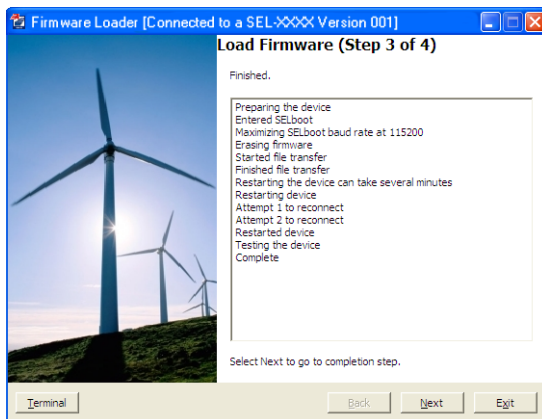 Firmware Loader [Connected to a SEL-XXXX Version 001]
Load Firmware (Step 3 of 4)
Finished.
Preparing the device
Entered SELboot
Maximizing SELboot baud rate at 115200
Erasing firmware
Started file transfer
Finished file transfer
Restarting the device can take several minutes
Restarting device
Attempt 1 to reconnect
Attempt 2 to reconnect
Restarted device
Testing the device
Complete
Select Next to go to completion step.
Terminal Back Next Exit